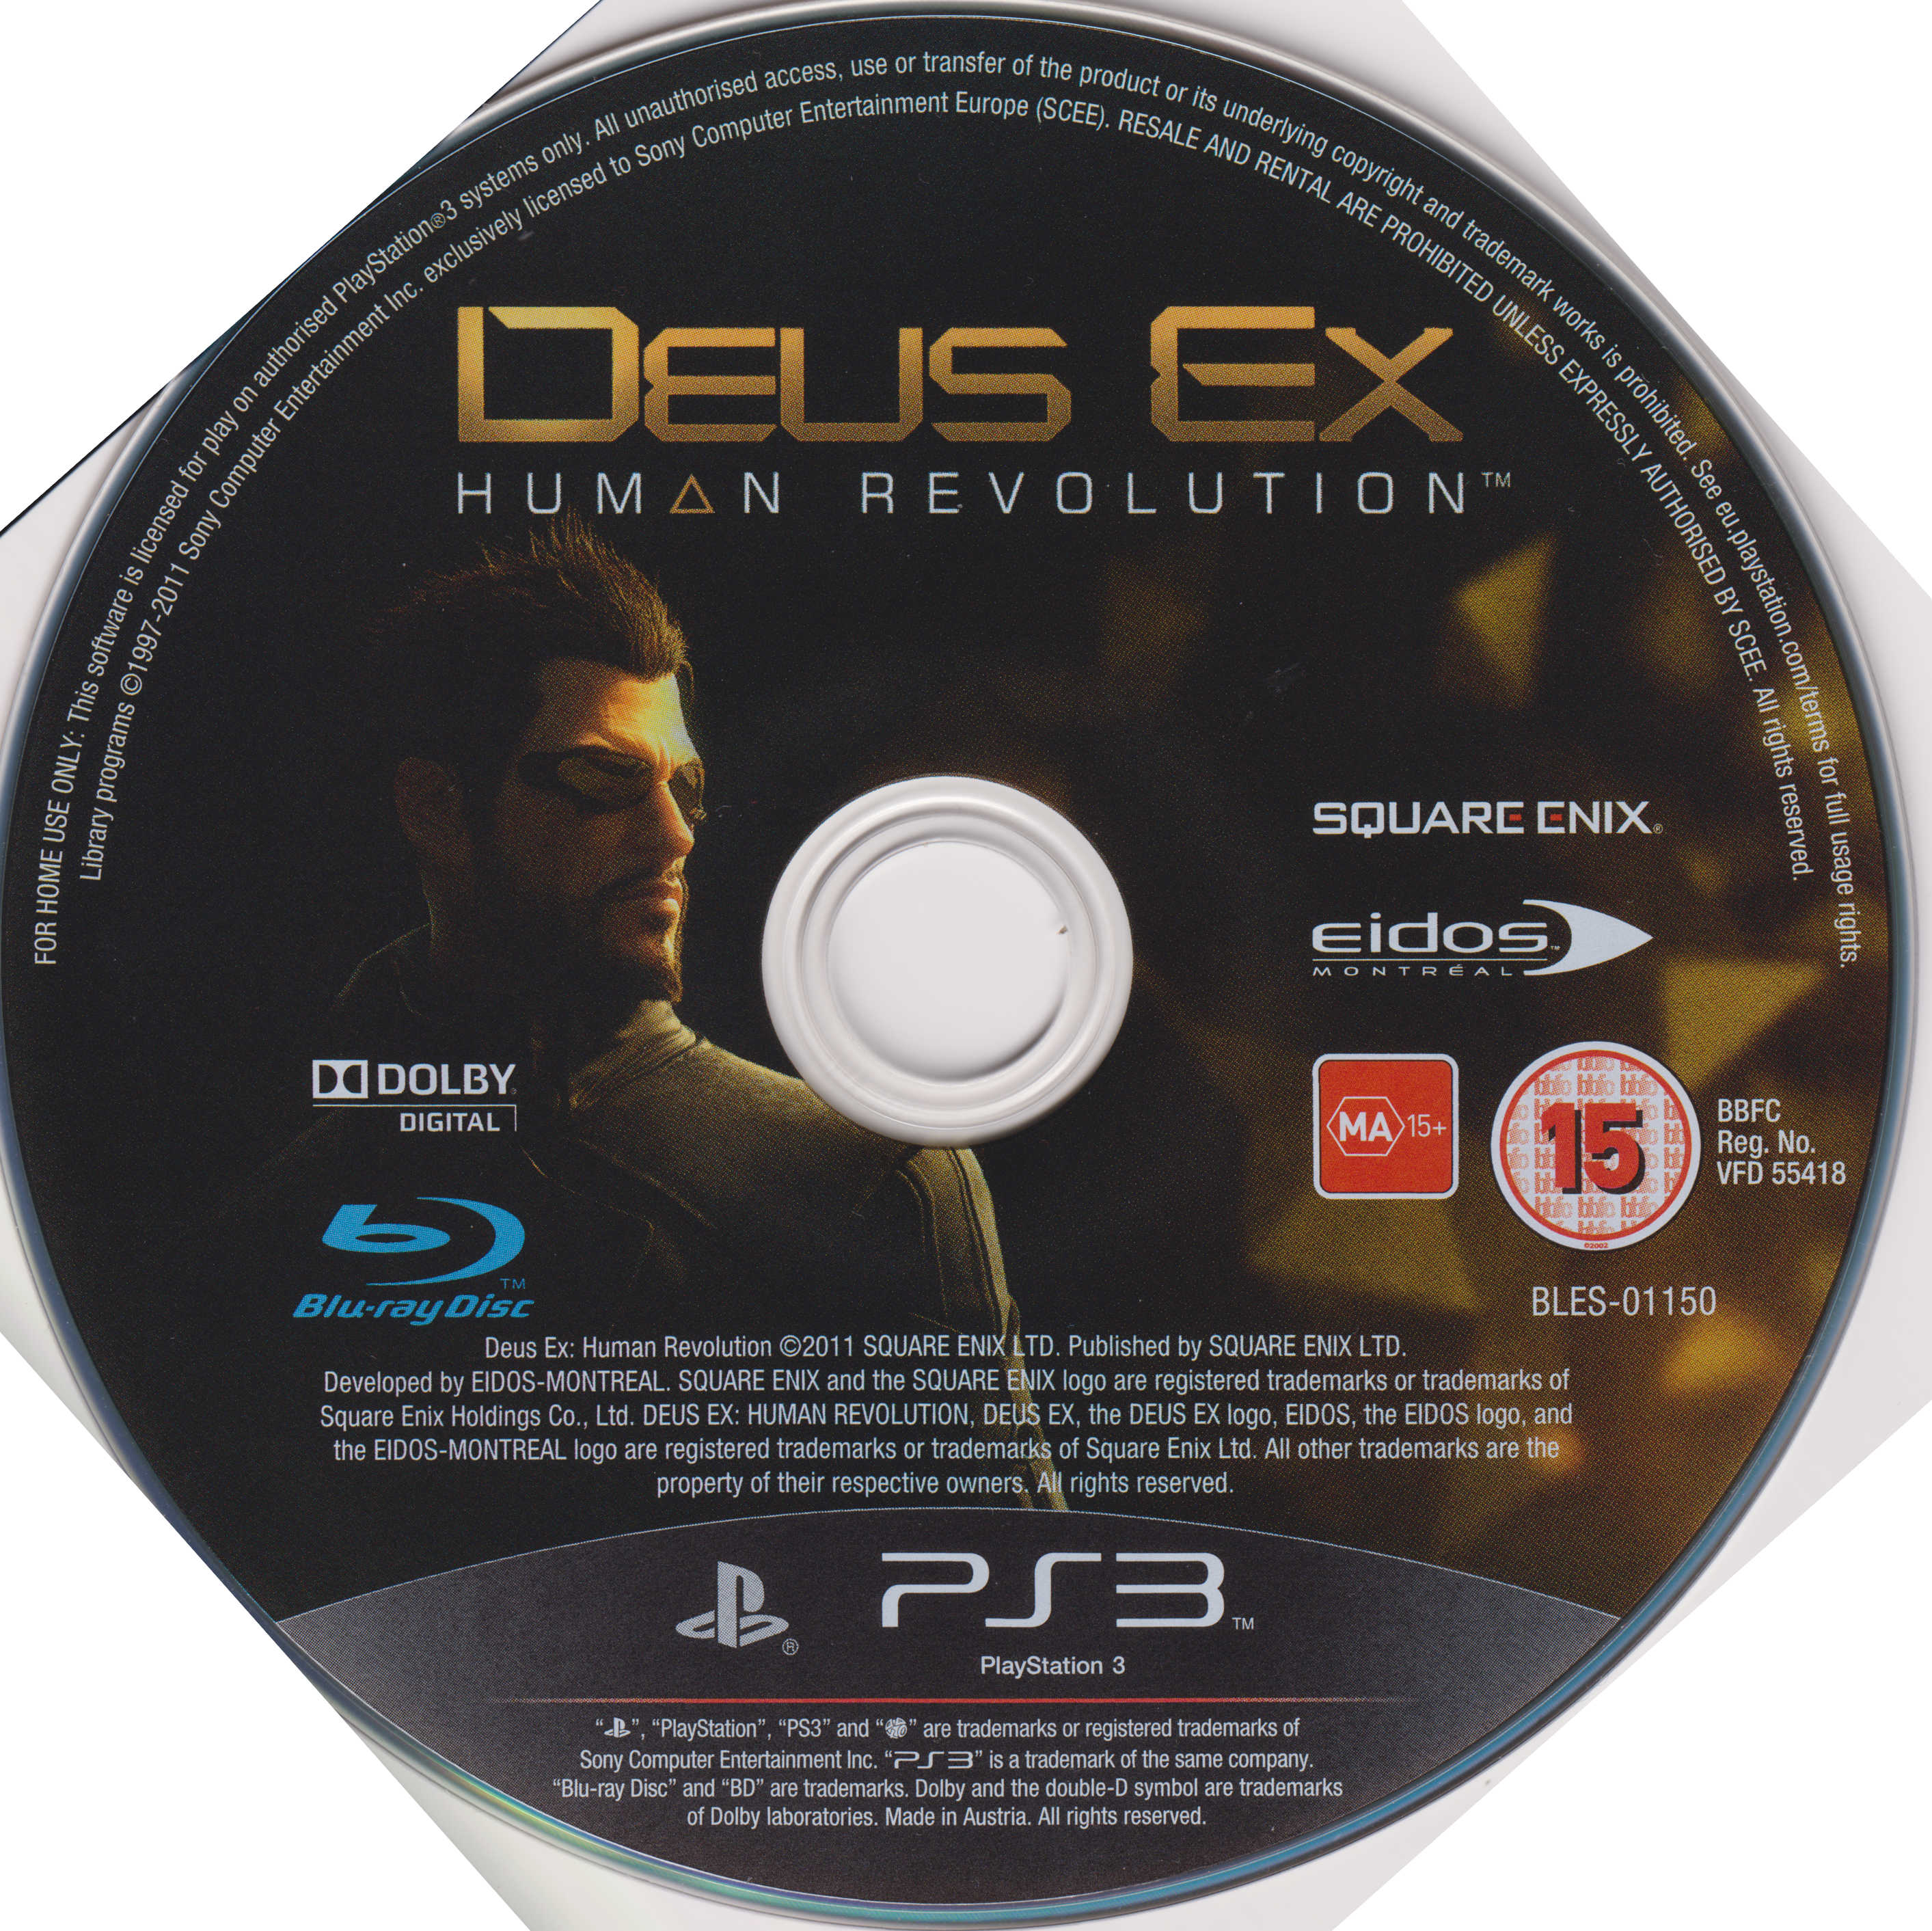 FOR HOME USE ONLY: This software is licensed for play on authorised PlayStation®3 systems only. All unauthorised access, use or transfer of the product or its underlying copyright and trademark works is prohibited. See eu.playstation.com/terms for full usage rights.
Library programs ©1997-2011 Sony Computer Entertainment Inc. exclusively licensed to Sony Computer Entertainment Europe (SCEE). RESALE AND RENTAL ARE PROHIBITED UNLESS EXPRESSLY AUTHORISED BY SCEE. All rights reserved.
DEUS EX
HUMAN REVOLUTION™
SQUARE ENIX®
eidos™
MONTRÉAL
DOLBY®
DIGITAL
MA 15+
15
©2002
BBFC
Reg. No.
VFD 55418
Blu-ray Disc™
BLES-01150
Deus Ex: Human Revolution ©2011 SQUARE ENIX LTD. Published by SQUARE ENIX LTD.
Developed by EIDOS-MONTREAL. SQUARE ENIX and the SQUARE ENIX logo are registered trademarks or trademarks of
Square Enix Holdings Co., Ltd. DEUS EX: HUMAN REVOLUTION, DEUS EX, the DEUS EX logo, EIDOS, the EIDOS logo, and
the EIDOS-MONTREAL logo are registered trademarks or trademarks of Square Enix Ltd. All other trademarks are the
property of their respective owners. All rights reserved.
® PS3™
PlayStation 3
“”, “PlayStation”, “PS3” and “” are trademarks or registered trademarks of
Sony Computer Entertainment Inc. “PS3” is a trademark of the same company.
“Blu-ray Disc” and “BD” are trademarks. Dolby and the double-D symbol are trademarks
of Dolby laboratories. Made in Austria. All rights reserved.